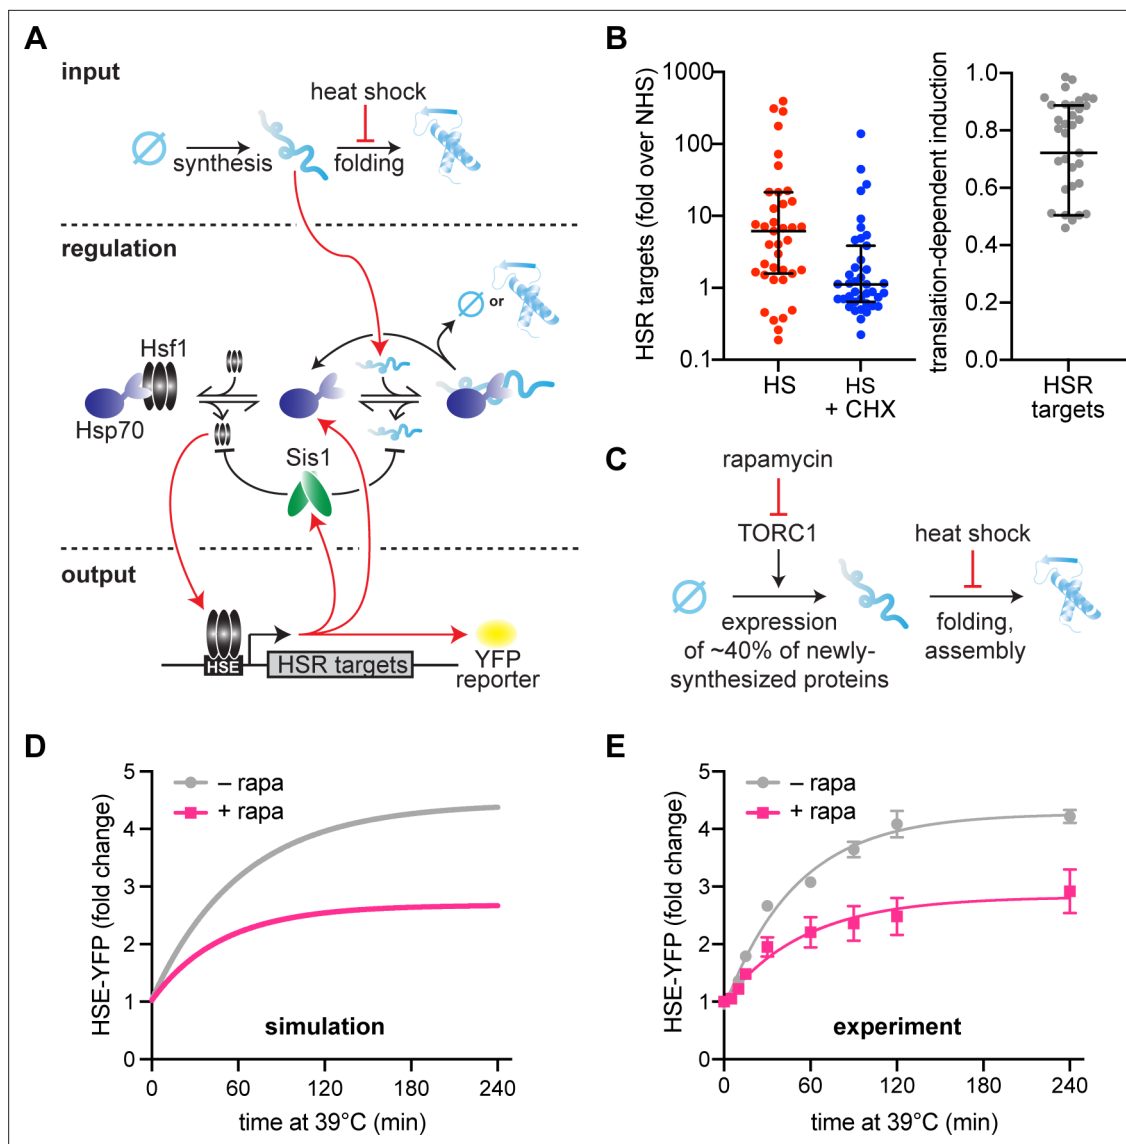 A
input
heat shock
synthesis
folding
regulation
or
Hsf1
Hsp70
Sis1
output
HSE
HSR targets
YFP
reporter
B
HSR targets (fold over NHS)
1000
100
10
1
0.1
HS
HS
+ CHX
translation-dependent induction
1.0
0.8
0.6
0.4
0.2
0.0
HSR
targets
C
rapamycin
TORC1
heat shock
expression
of ~40% of newly-
synthesized proteins
folding,
assembly
D
HSE-YFP (fold change)
5
4
3
2
1
0
– rapa
+ rapa
simulation
0
60
120
180
240
time at 39°C (min)
E
HSE-YFP (fold change)
5
4
3
2
1
0
– rapa
+ rapa
experiment
0
60
120
180
240
time at 39°C (min)